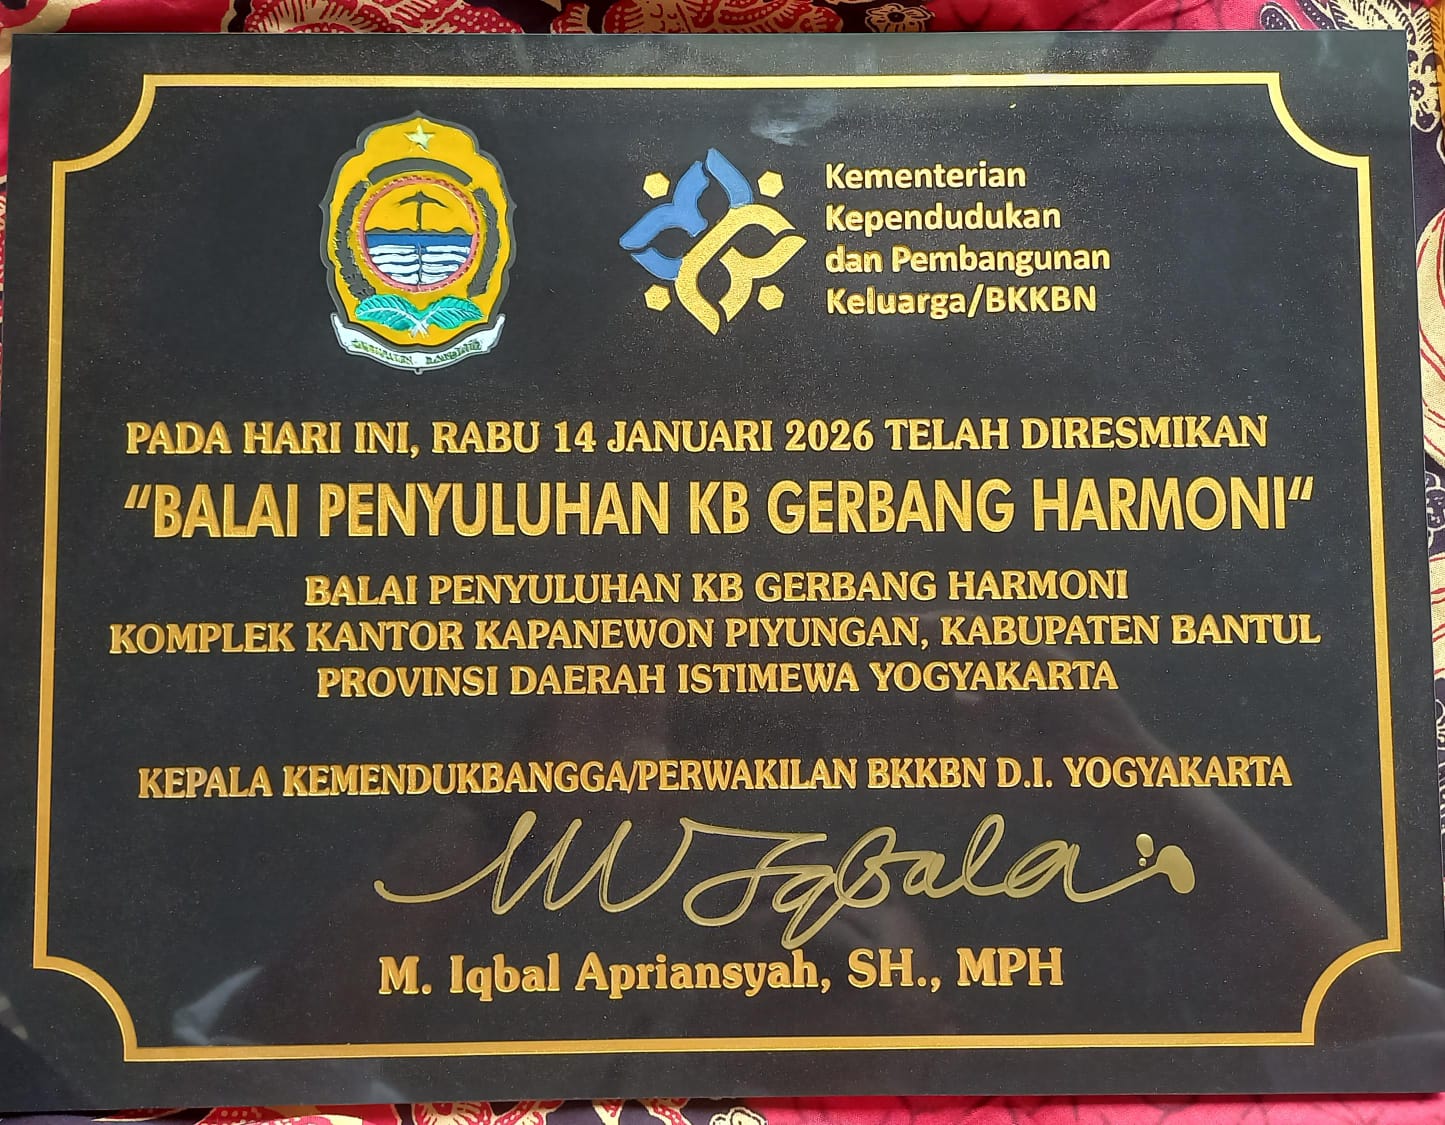 Kementerian
Kependudukan
dan Pembangunan
Keluarga/BKKBN
PADA HARI INI, RABU 14 JANUARI 2026 TELAH DIRESMIKAN
“BALAI PENYULUHAN KB GERBANG HARMONI“
BALAI PENYULUHAN KB GERBANG HARMONI
KOMPLEK KANTOR KAPANEWON PIYUNGAN, KABUPATEN BANTUL
PROVINSI DAERAH ISTIMEWA YOGYAKARTA
KEPALA KEMENDUKBANGGA/PERWAKILAN BKKBN D.I. YOGYAKARTA
M. Iqbal Apriansyah, SH., MPH